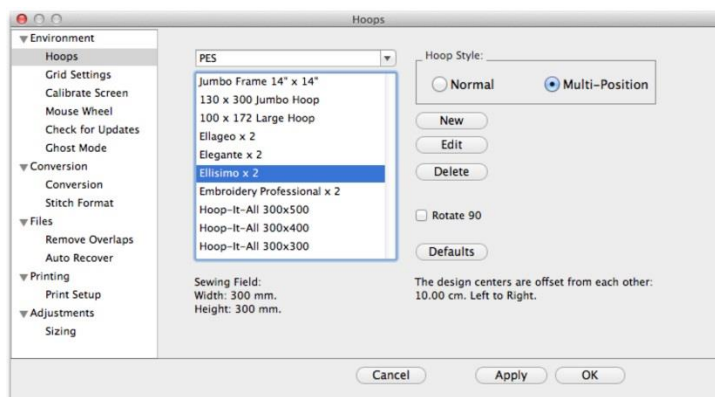 Hoops
Environment
Hoops
Grid Settings
Calibrate Screen
Mouse Wheel
Check for Updates
Ghost Mode
Conversion
Conversion
Stitch Format
Files
Remove Overlaps
Auto Recover
Printing
Print Setup
Adjustments
Sizing
PES
Jumbo Frame 14" x 14"
130 x 300 Jumbo Hoop
100 x 172 Large Hoop
Ellageo x 2
Elegante x 2
Ellisimo x 2
Embroidery Professional x 2
Hoop-It-All 300x500
Hoop-It-All 300x400
Hoop-It-All 300x300
Sewing Field:
Width: 300 mm.
Height: 300 mm.
Hoop Style:
Normal Multi-Position
New
Edit
Delete
Rotate 90
Defaults
The design centers are offset from each other:
10.00 cm. Left to Right.
Cancel Apply OK